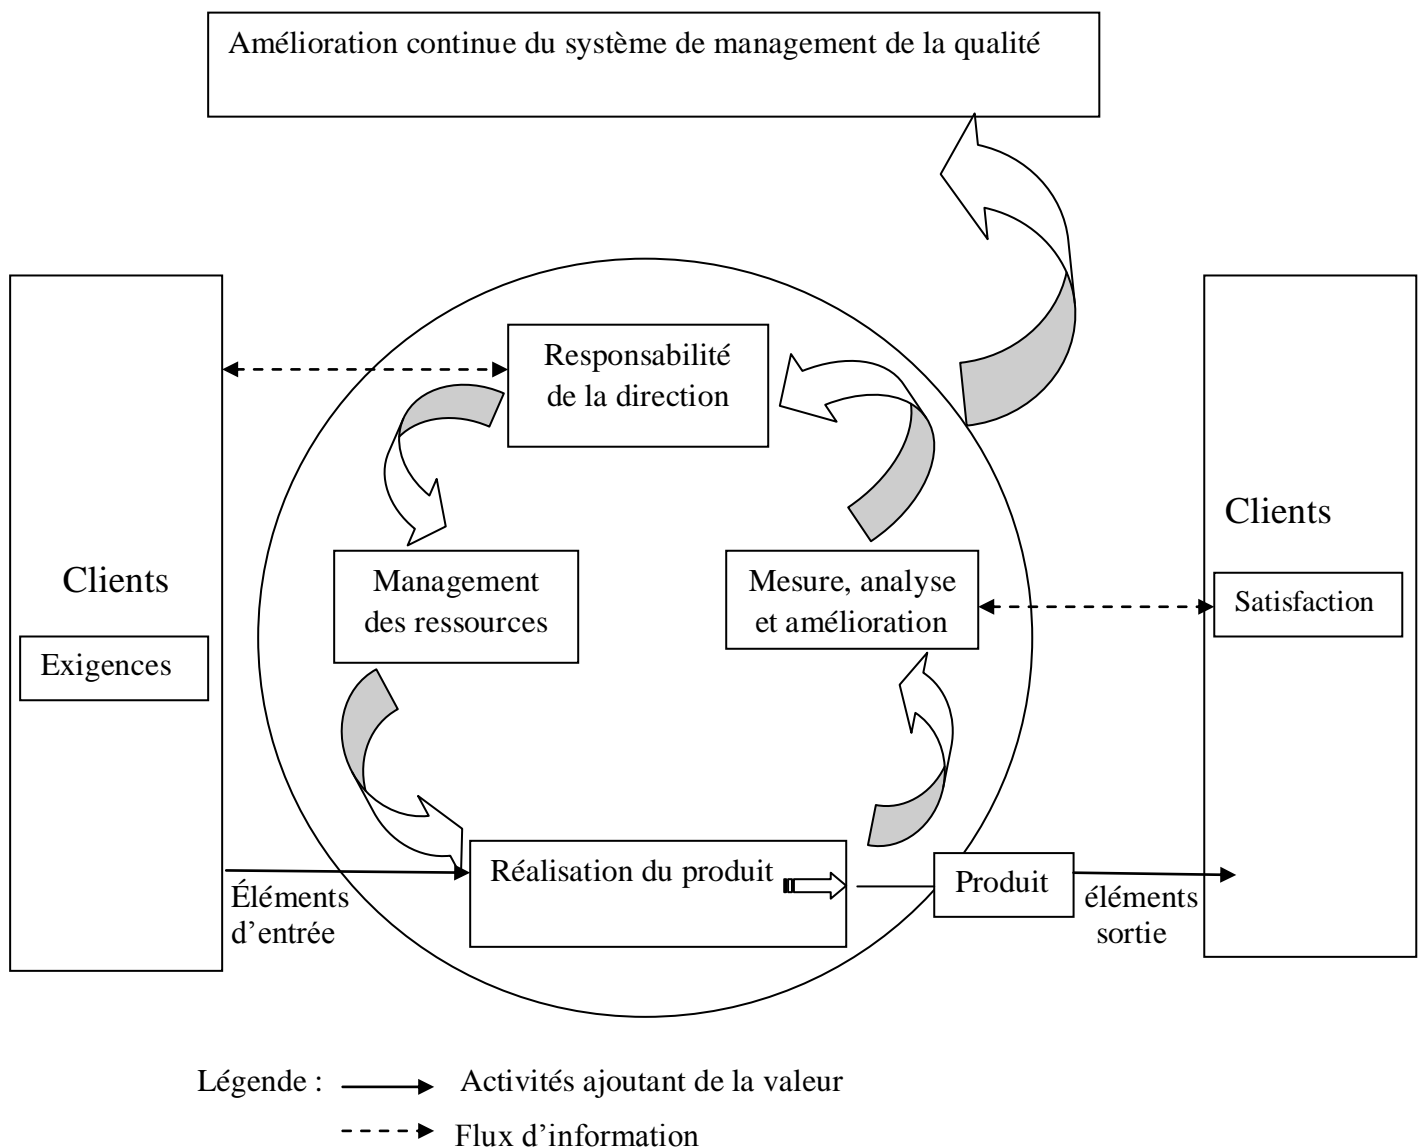 Amélioration continue du système de management de la qualité
Responsabilité
de la direction
Clients
Exigences
Management
des ressources
Mesure, analyse
et amélioration
Clients
Satisfaction
Réalisation du produit
Produit
Éléments
d’entrée
éléments
sortie
Légende :
Activités ajoutant de la valeur
Flux d’information